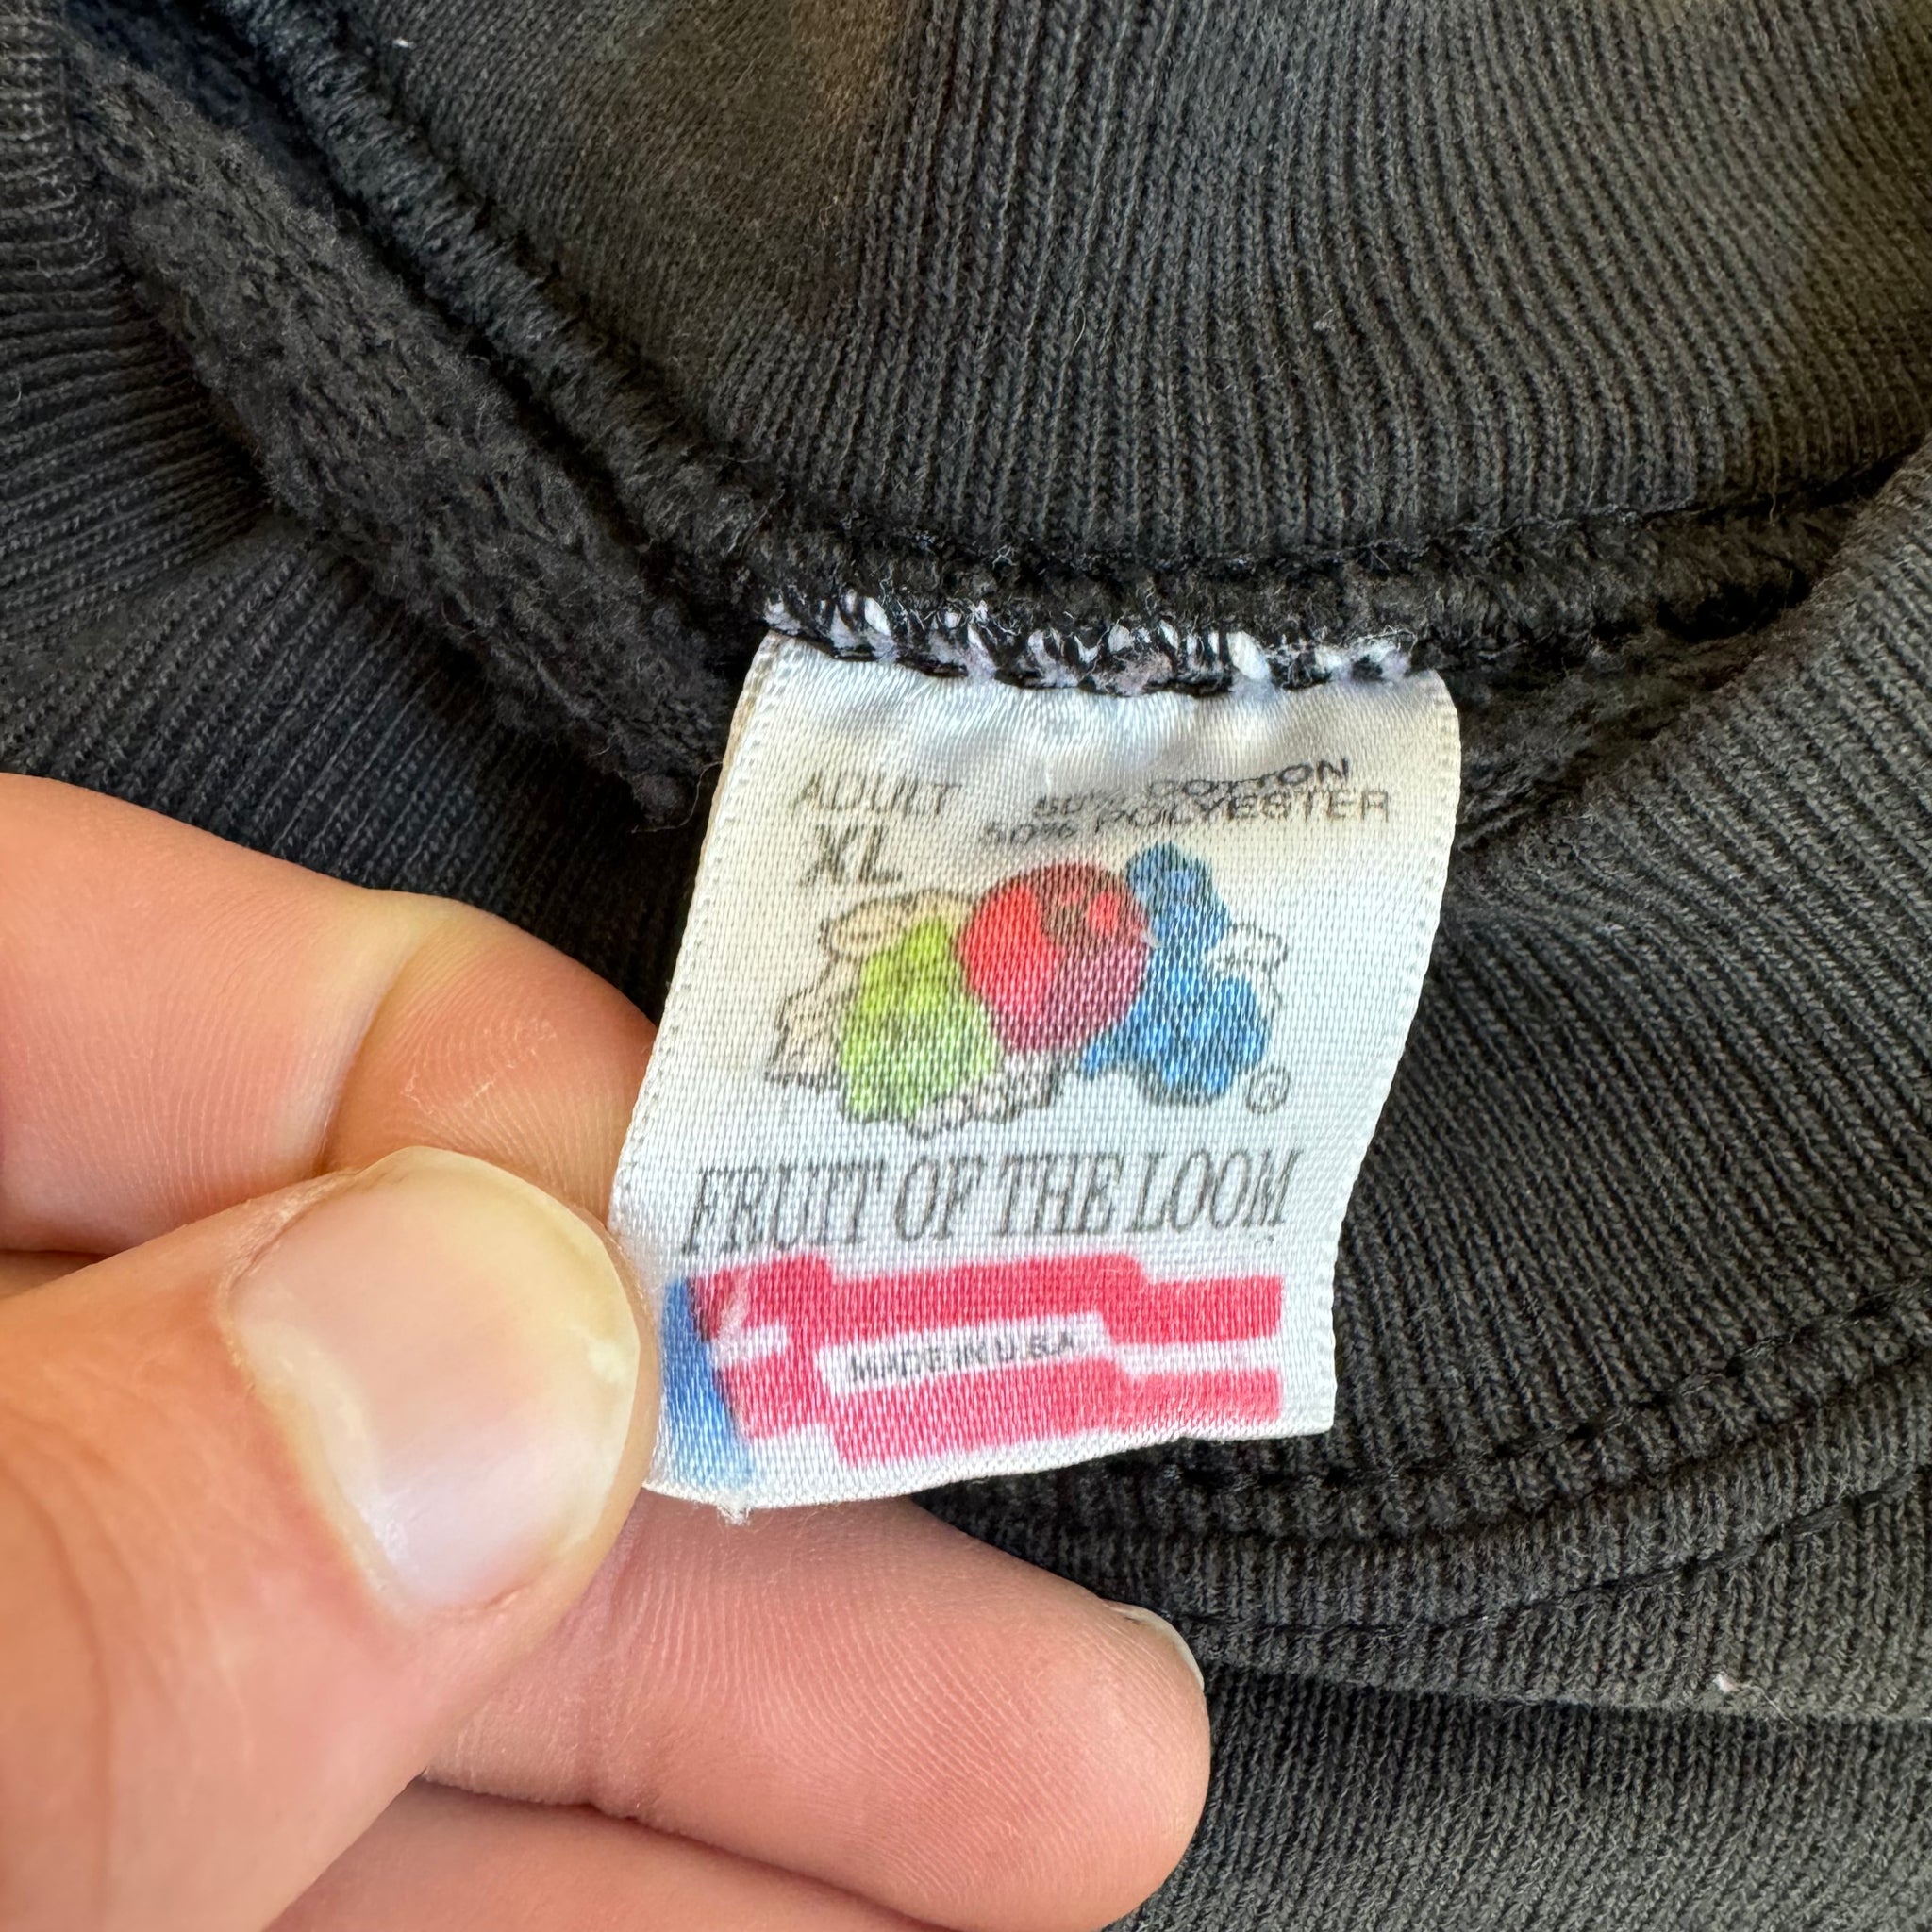 ADULT
XL
50% COTTON
50% POLYESTER
®
FRUIT OF THE LOOM
MADE IN U.S.A.